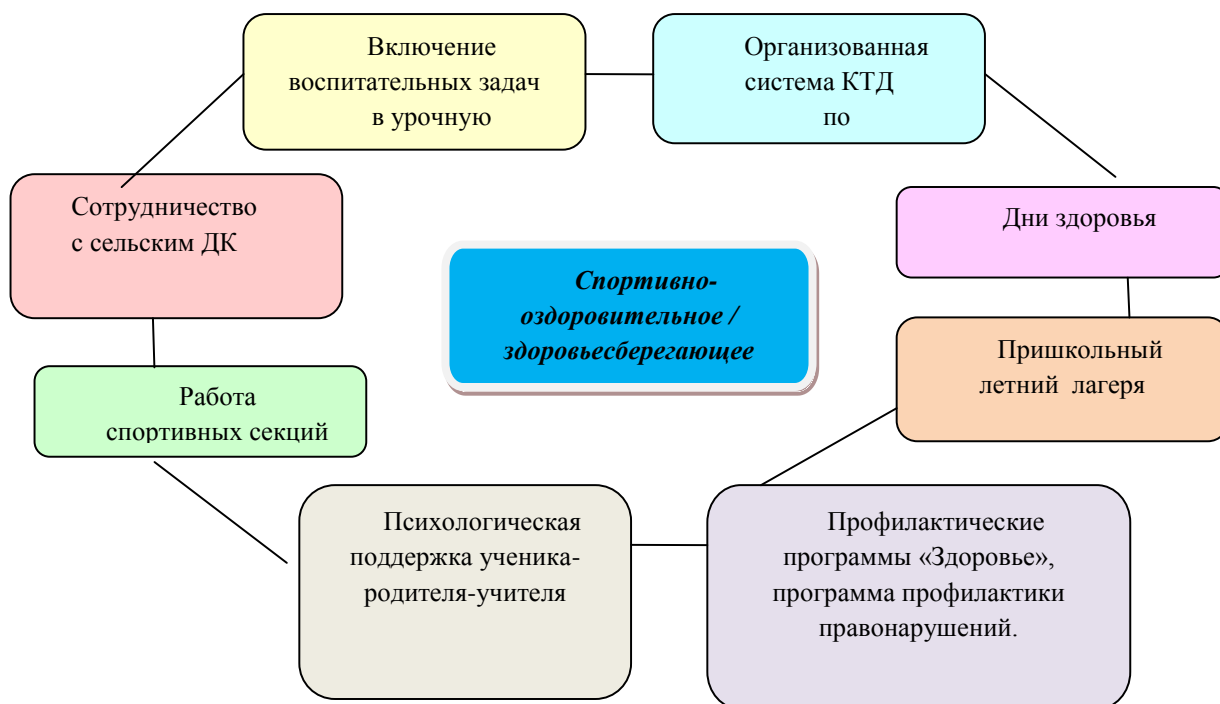 Включение
воспитательных задач
в урочную
Организованная
система КТД
по
Сотрудничество
с сельским ДК
Дни здоровья
Спортивно-
оздоровительное /
здоровьесберегающее
Пришкольный
летний лагеря
Работа
спортивных секций
Психологическая
поддержка ученика-
родителя-учителя
Профилактические
программы «Здоровье»,
программа профилактики
правонарушений.